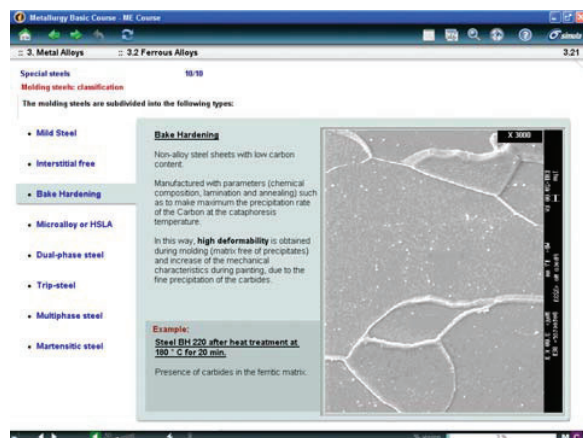 Metallurgy Basic Course - ME Course
simulx
:: 3. Metal Alloys :: 3.2 Ferrous Alloys 3.21
Special steels 10/10
Molding steels: classification
The molding steels are subdivided into the following types:
• Mild Steel
• Interstitial free
• Bake Hardening
• Microalloy or HSLA
• Dual-phase steel
• Trip-steel
• Multiphase steel
• Martensitic steel
Bake Hardening
Non-alloy steel sheets with low carbon
content.
Manufactured with parameters (chemical
composition, lamination and annealing) such
as to make maximum the precipitation rate
of the Carbon at the cataphoresis
temperature.
In this way, high deformability is obtained
during molding (matrix free of precipitates)
and increase of the mechanical
characteristics during painting, due to the
fine precipitation of the carbides.
Example:
Steel BH 220 after heat treatment at
180 ° C for 20 min.
Presence of carbides in the ferritic matrix.
X 3000